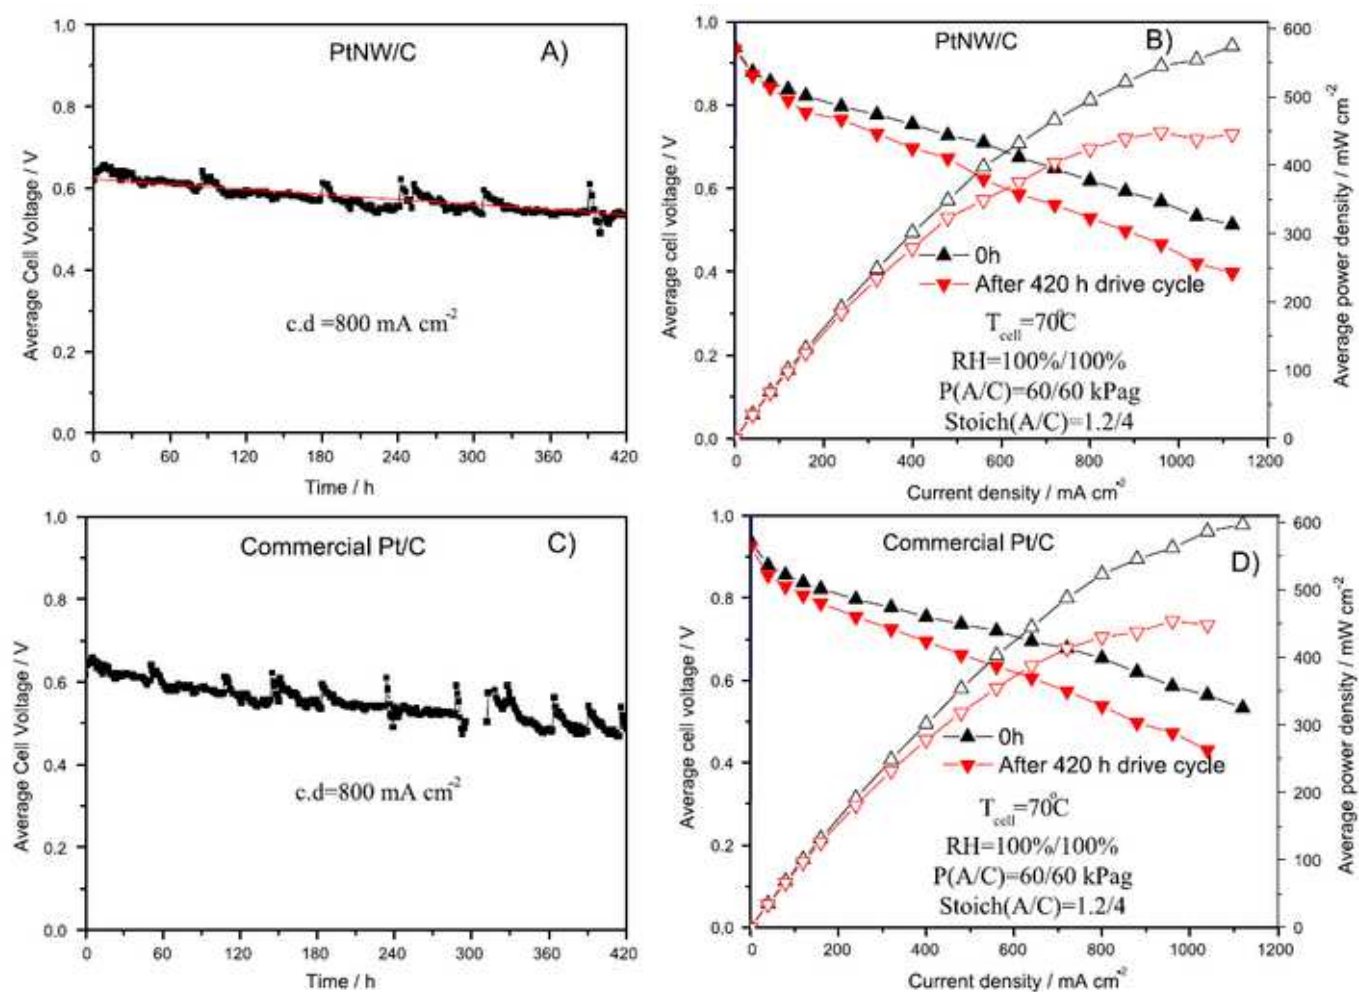 PtNW/C
A)
Average Cell Voltage / V
1.0
0.8
0.6
0.4
0.2
0.0
c.d =800 mA cm-2
0 60 120 180 240 300 360 420
Time / h
PtNW/C
B)
Average cell voltage / V
1.0
0.8
0.6
0.4
0.2
0.0
600
500
400
300
200
100
0
Average power density / mW cm-2
0h
After 420 h drive cycle
Tcell=70°C
RH=100%/100%
P(A/C)=60/60 kPag
Stoich(A/C)=1.2/4
0 200 400 600 800 1000 1200
Current density / mA cm-2
Commercial Pt/C
C)
Average Cell Voltage / V
1.0
0.8
0.6
0.4
0.2
0.0
c.d=800 mA cm-2
0 60 120 180 240 300 360 420
Time / h
Commercial Pt/C
D)
Average cell voltage / V
1.0
0.8
0.6
0.4
0.2
0.0
600
500
400
300
200
100
0
Average power density / mW cm-2
0h
After 420 h drive cycle
Tcell=70°C
RH=100%/100%
P(A/C)=60/60 kPag
Stoich(A/C)=1.2/4
0 200 400 600 800 1000 1200
Current density / mA cm-2